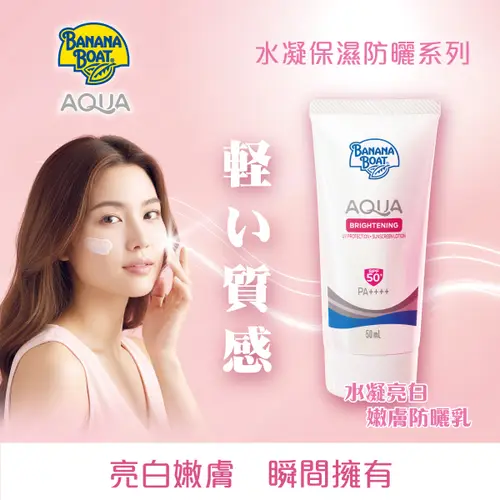 BANANA
BOAT®
AQUA
水凝保濕防曬系列
軽い質感
BANANA
BOAT®
AQUA
BRIGHTENING
UV PROTECTION • SUNSCREEN LOTION
SPF
50+
PA++++
50mL
水凝亮白
嫩膚防曬乳
亮白嫩膚 瞬間擁有